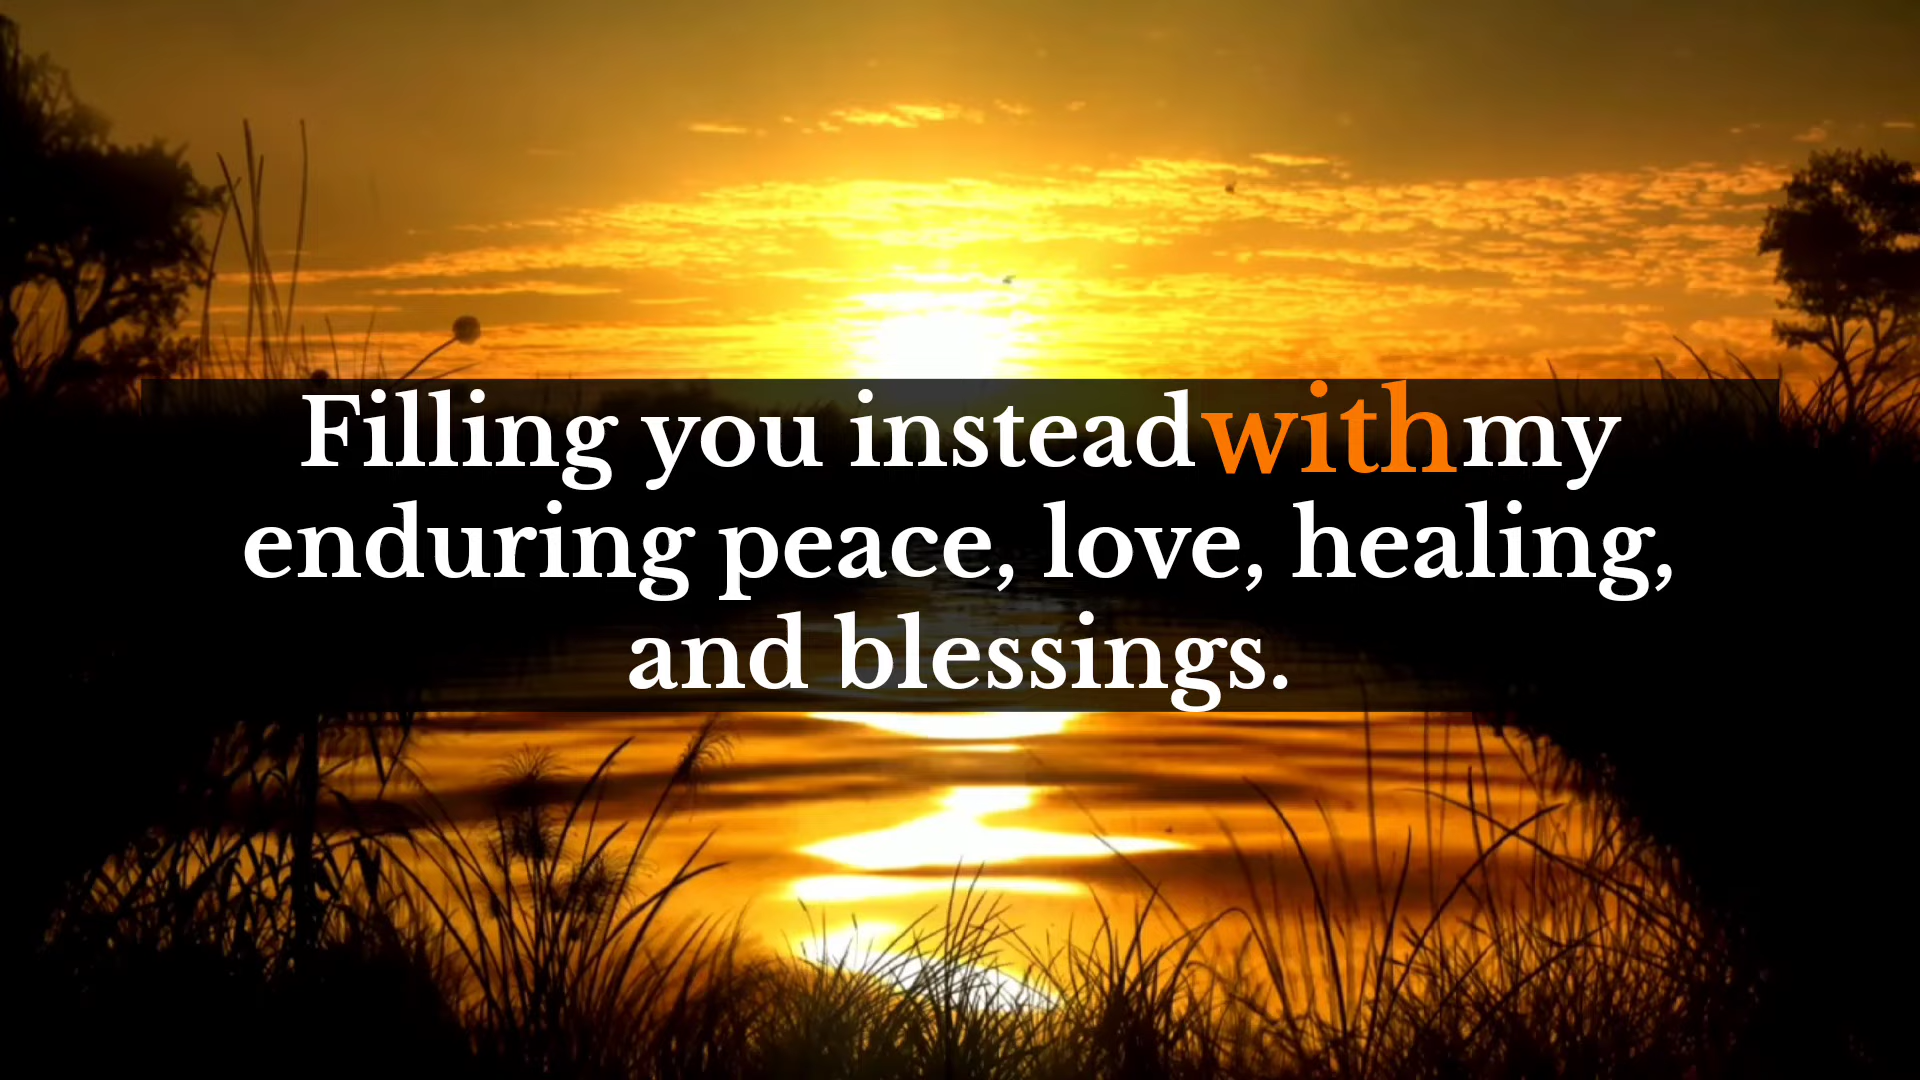 Filling you instead with my
enduring peace, love, healing,
and blessings.